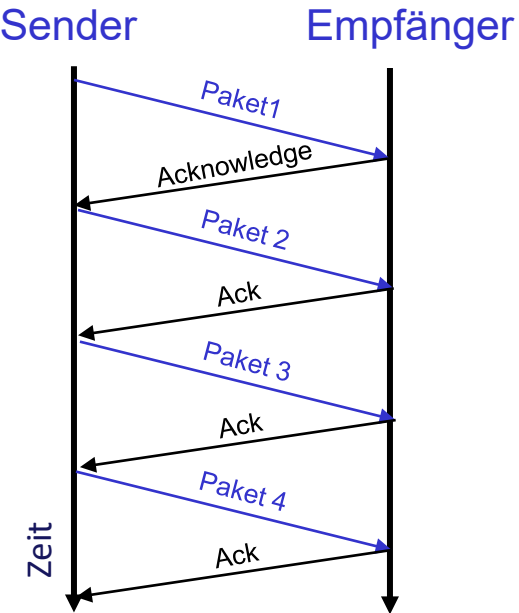 Sender
Empfänger
Paket1
Acknowledge
Paket 2
Ack
Paket 3
Ack
Paket 4
Ack
Zeit